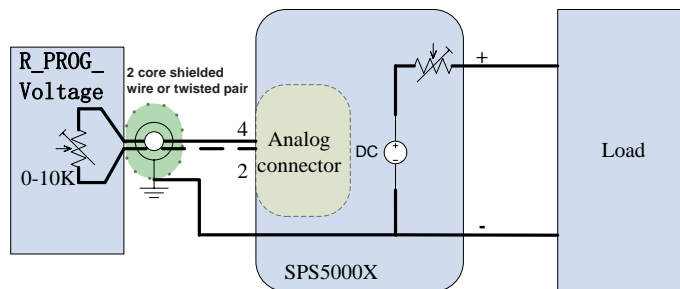 R_PROG_
Voltage
0-10K
2 core shielded
wire or twisted pair
4
2
Analog
connector
DC
+
-
SPS5000X
+
-
Load